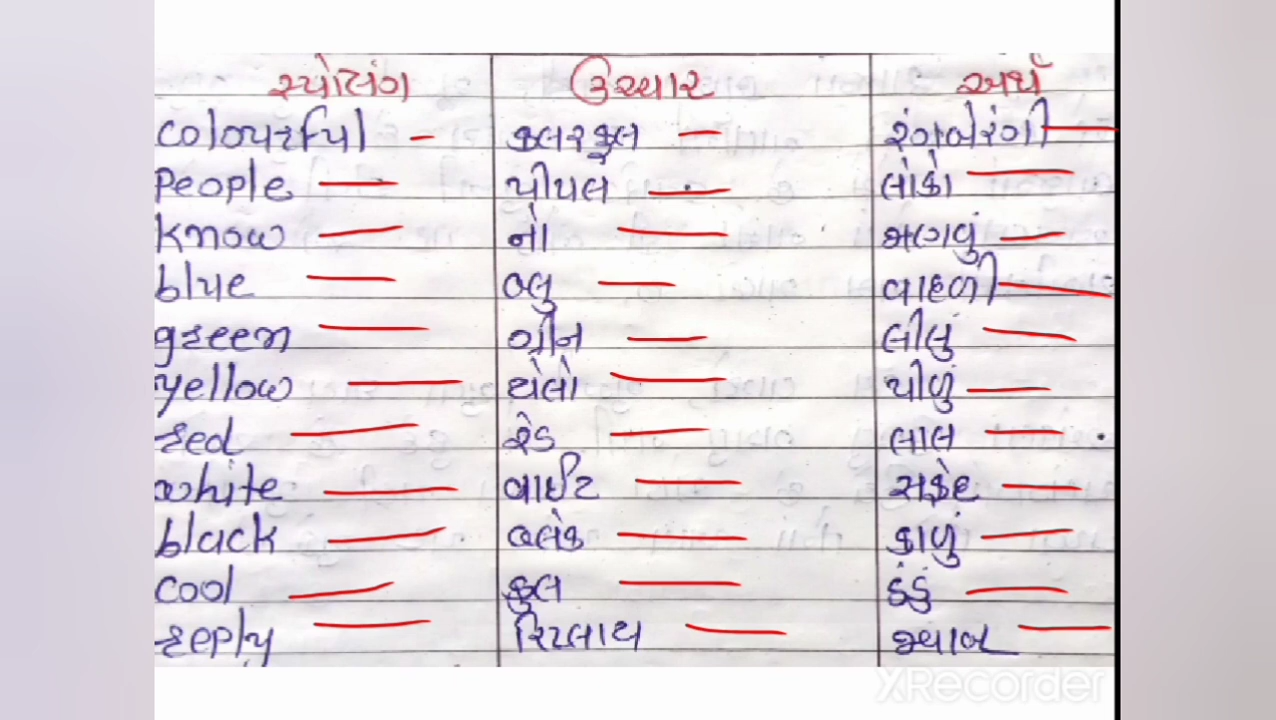 સ્પેલિંગ ઉચ્ચાર અર્થ
colourful કલરફુલ રંગબેરંગી
people પીપલ લોકો
know નો જાણવું
blue બ્લુ વાદળી
green ગ્રીન લીલું
yellow યેલો પીળું
red રેડ લાલ
white વાઈટ સફેદ
black બ્લેક કાળું
cool કુલ ઠંડું
reply રિપ્લાય જવાબ
XRecorder